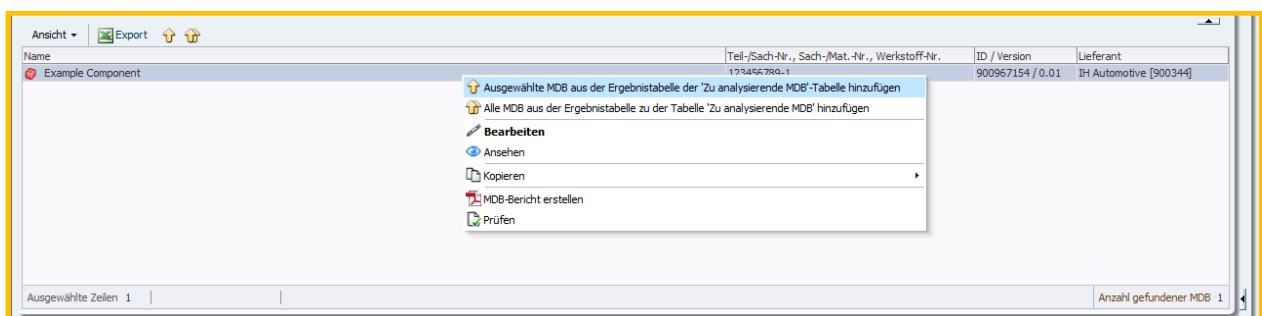 Ansicht Export
Name Teil-/Sach-Nr., Sach-/Mat.-Nr., Werkstoff-Nr. ID / Version Lieferant
Example Component 123456789-1 900967154 / 0.01 IH Automotive [900344]
Ausgewählte MDB aus der Ergebnistabelle der 'Zu analysierende MDB'-Tabelle hinzufügen
Alle MDB aus der Ergebnistabelle zu der Tabelle 'Zu analysierende MDB' hinzufügen
Bearbeiten
Ansehen
Kopieren
MDB-Bericht erstellen
Prüfen
Ausgewählte Zeilen 1 Anzahl gefundener MDB 1